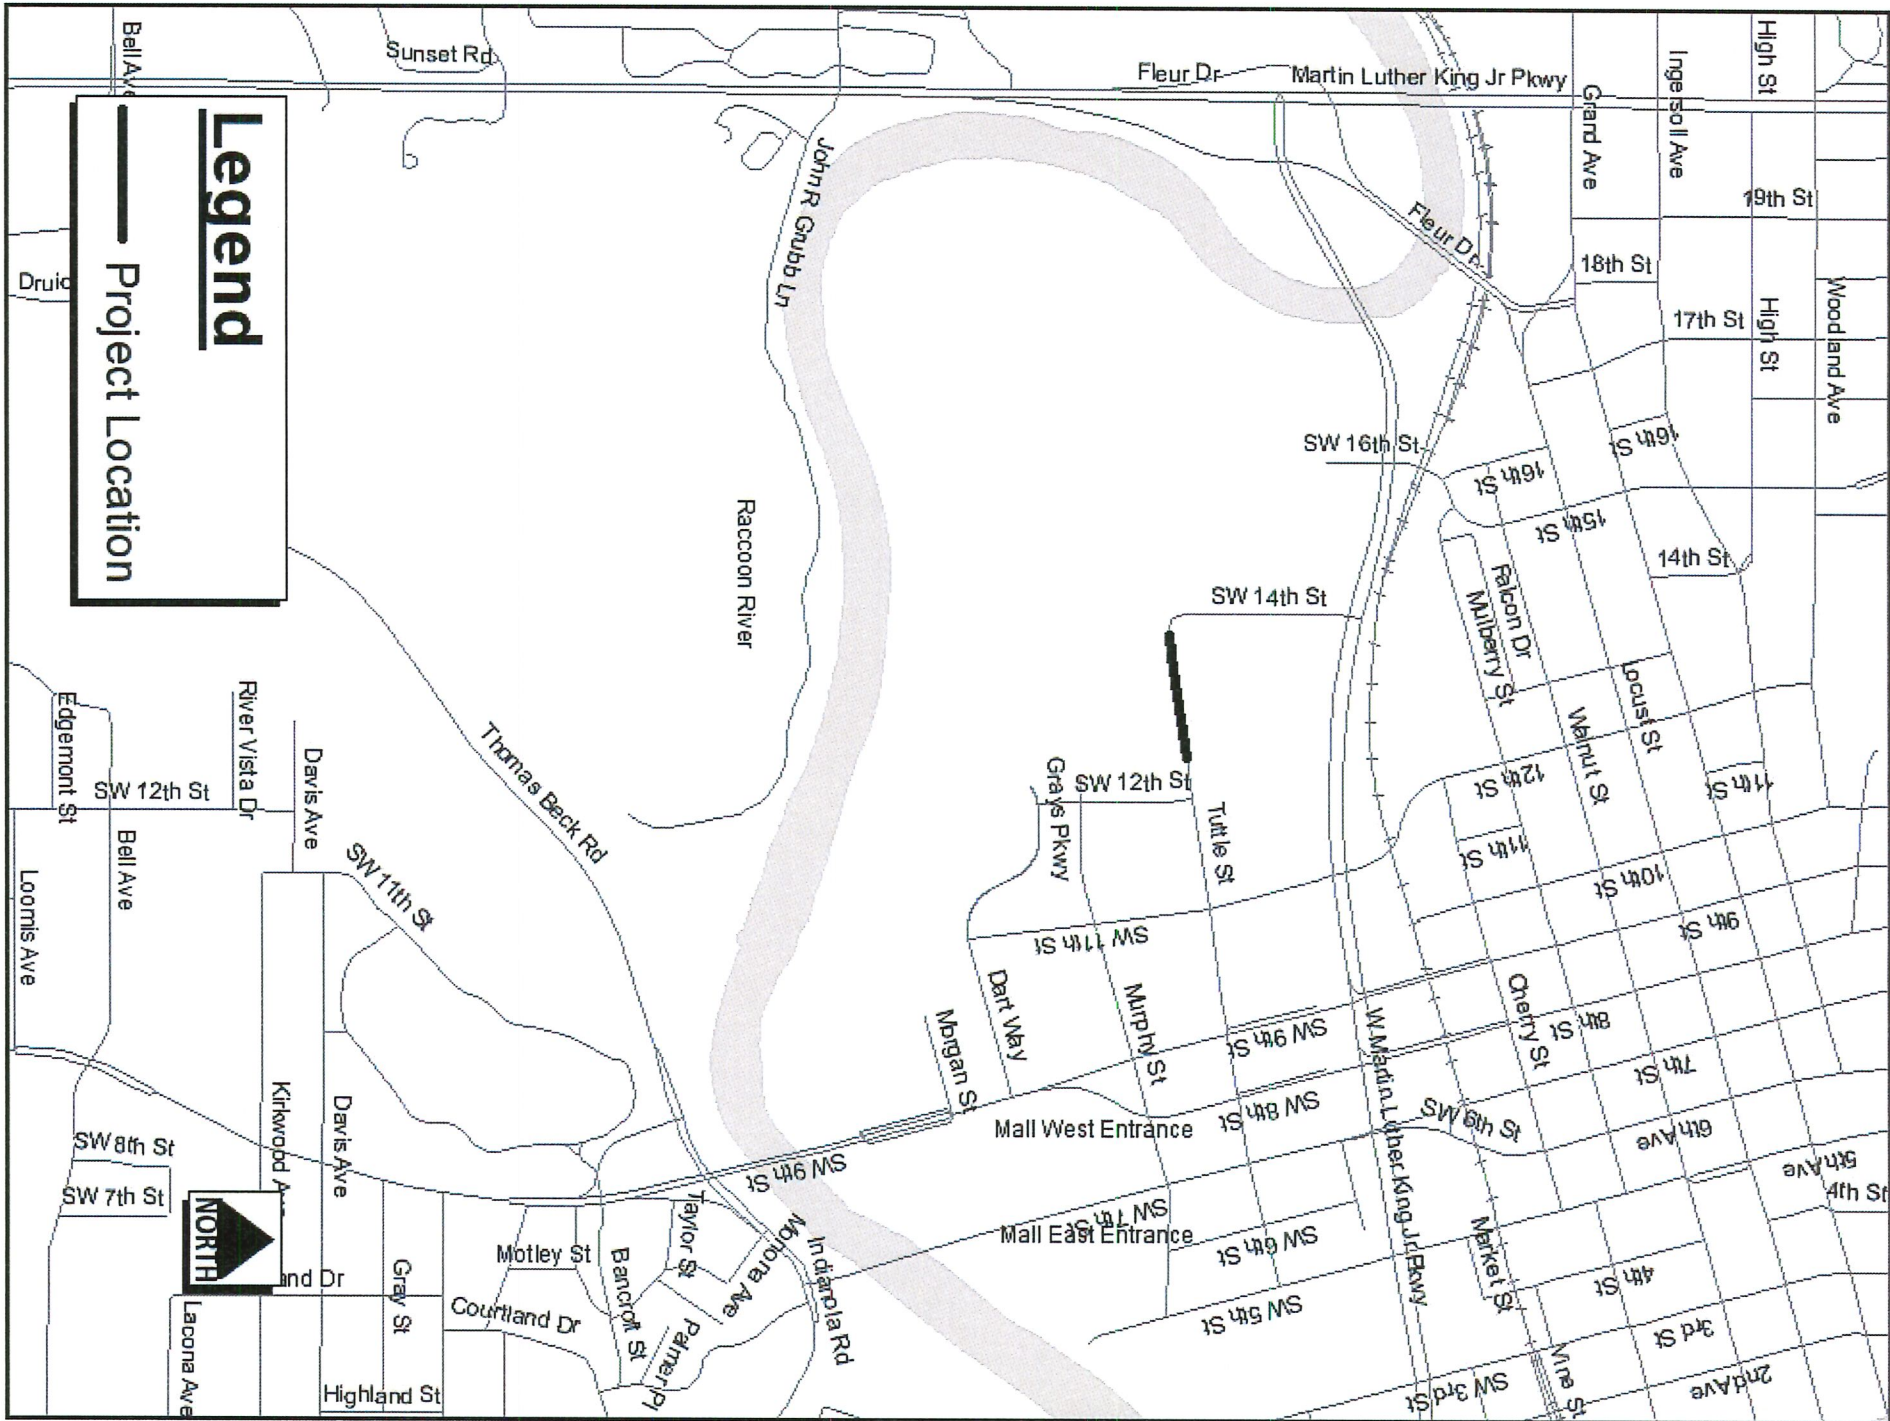 Bell Ave
Sunset Rd
Fleur Dr
Martin Luther King Jr Pkwy
Grand Ave
Ingersoll Ave
High St
19th St
18th St
17th St
High St
Woodland Ave
Fleur Dr
John R Grubb Ln
Legend
Project Location
Druid
SW 16th St
16th St
16th St
15th St
14th St
Raccoon River
SW 14th St
Falcon Dr
Mulberry St
Locust St
Walnut St
12th St
11th St
11th St
10th St
9th St
Edgemont St
River Vista Dr
Davis Ave
SW 12th St
Bell Ave
Loomis Ave
Thomas Beck Rd
SW 11th St
Grays Pkwy
SW 12th St
Tuttle St
SW 11th St
Dart Way
Murphy St
Morgan St
SW 9th St
W Martin Luther King Jr Pkwy
Cherry St
8th St
7th St
SW 8th St
SW 6th St
6th Ave
5th Ave
4th St
Mall West Entrance
SW 9th St
SW 7th St
Mall East Entrance
SW 6th St
SW 5th St
Market St
4th St
3rd St
2nd Ave
SW 3rd St
Vine St
Kirkwood
Davis Ave
SW 8th St
SW 7th St
NORTH
and Dr
Gray St
Lacona Ave
Highland St
Courtland Dr
Motley St
Bancroft St
Taylor St
Monona Ave
Palmer Pl
Indianola Rd